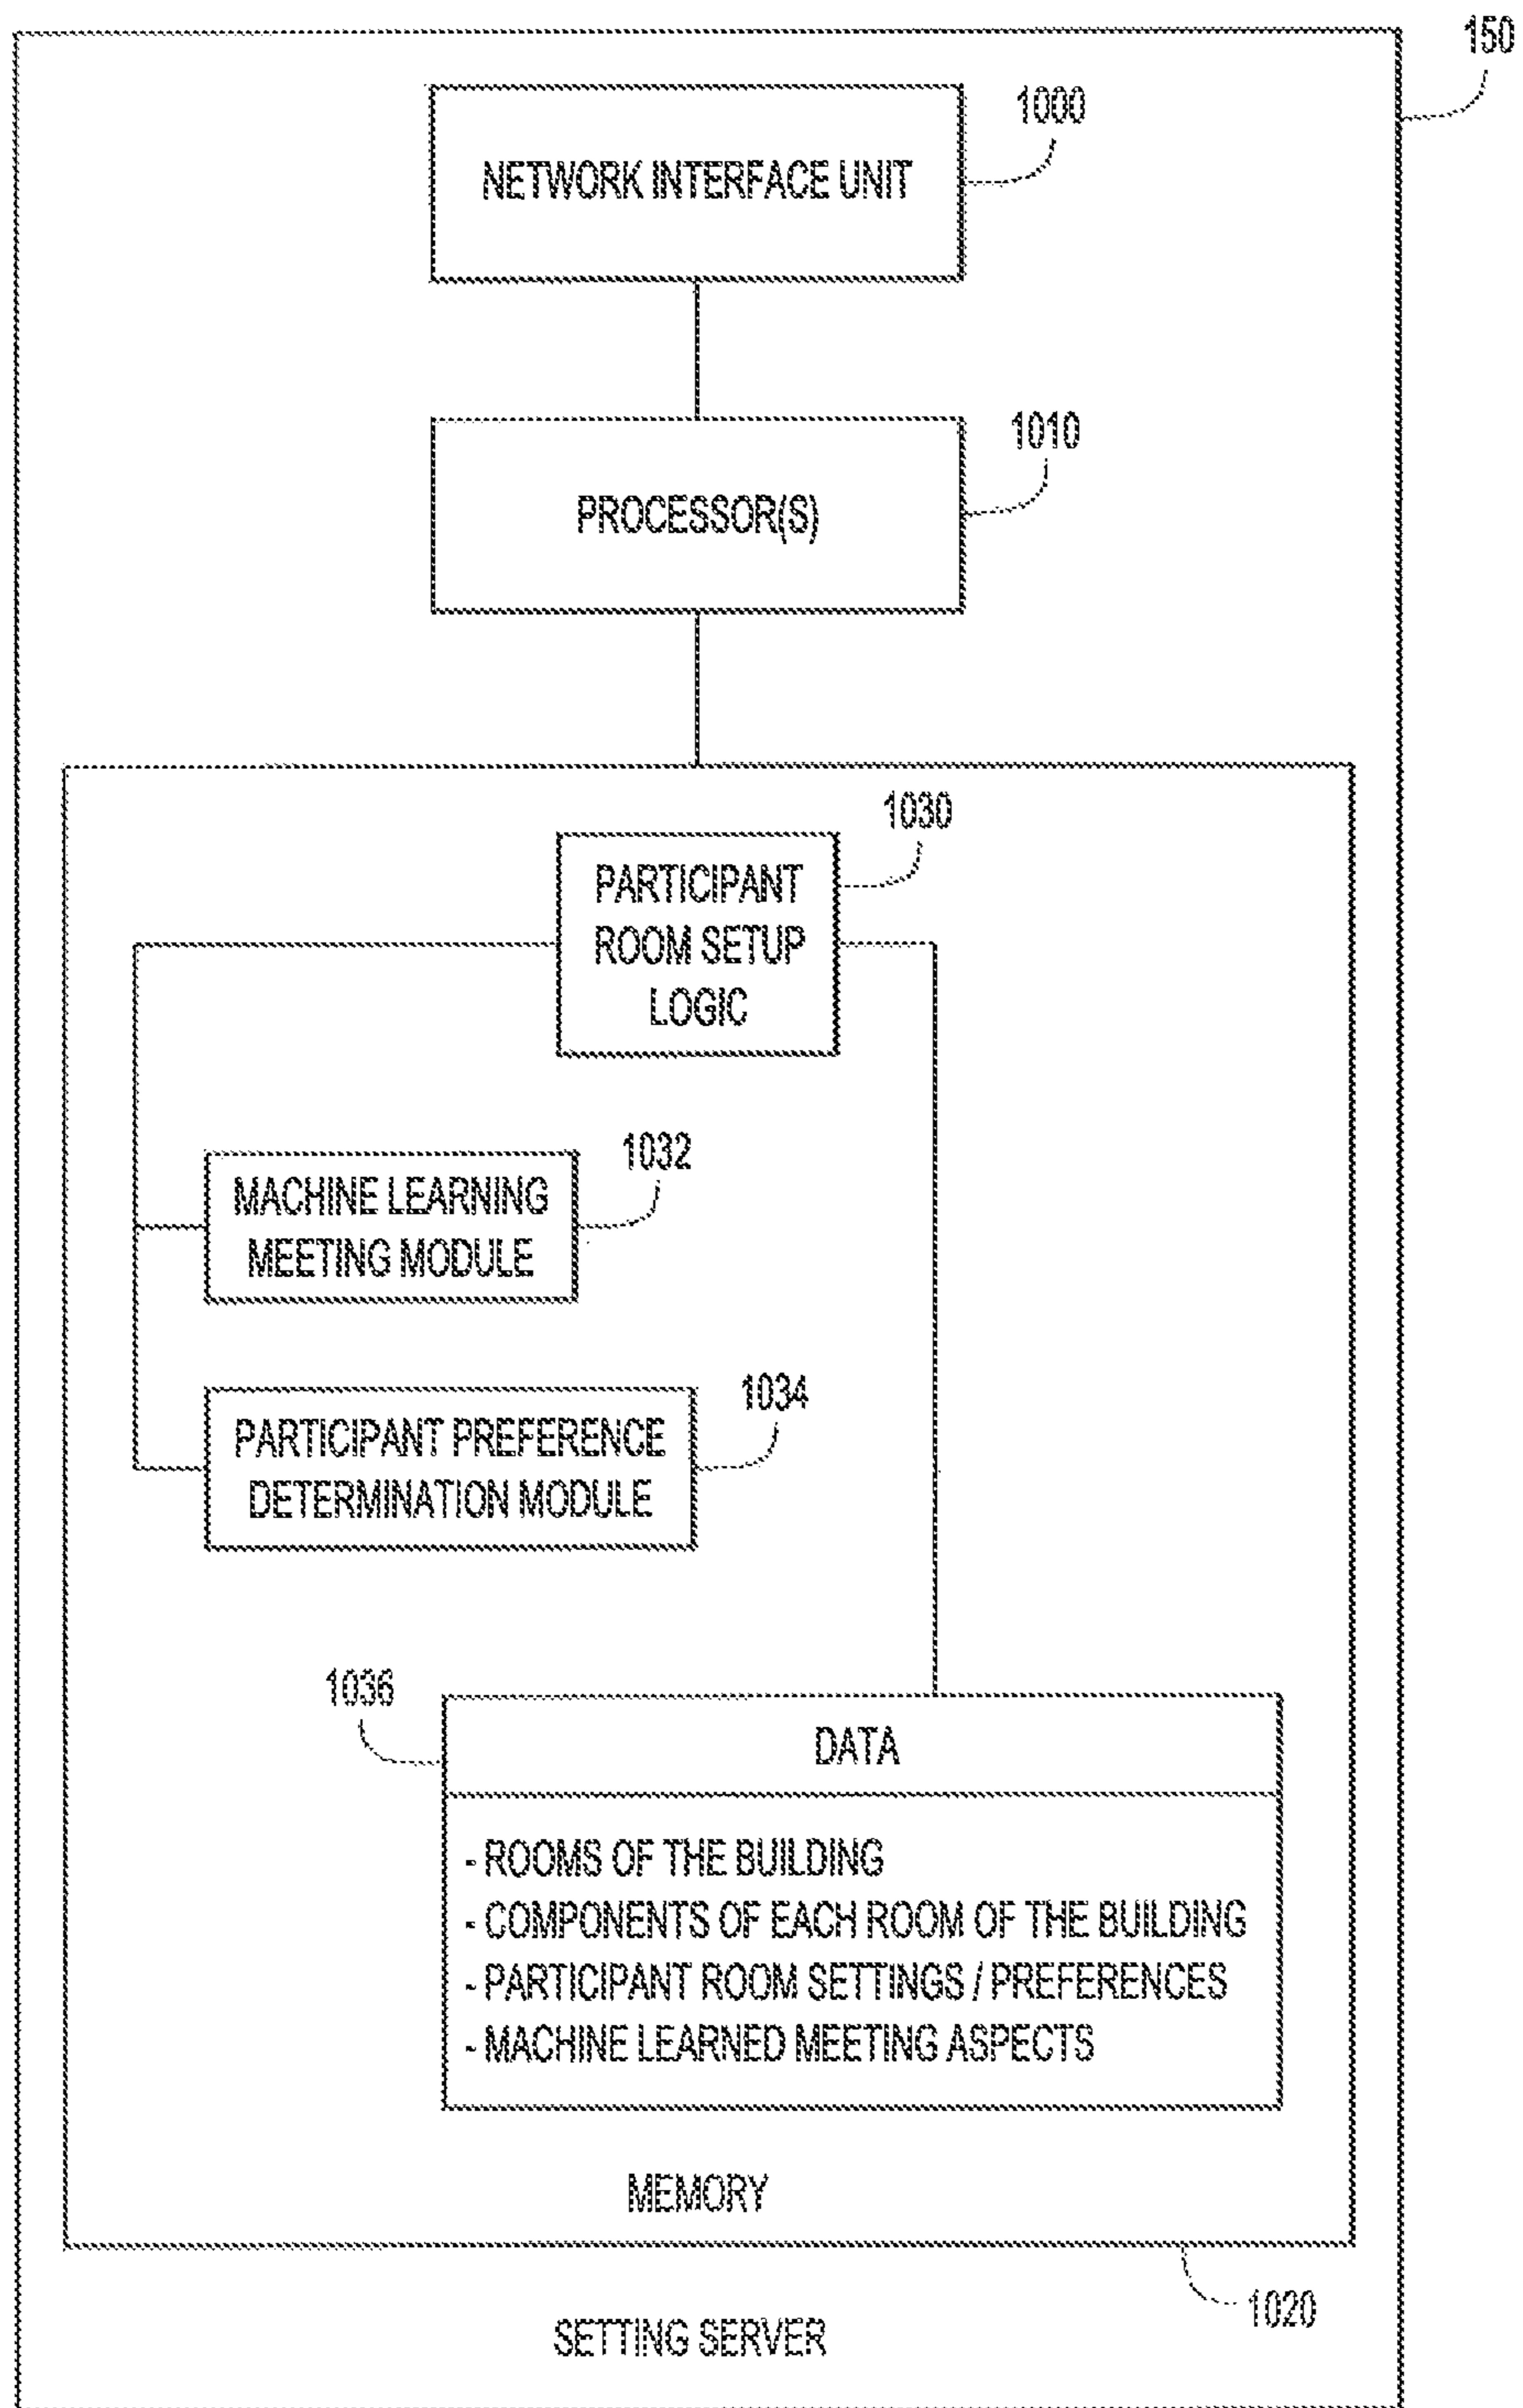 150
1000
NETWORK INTERFACE UNIT
1010
PROCESSOR(S)
1030
PARTICIPANT
ROOM SETUP
LOGIC
1032
MACHINE LEARNING
MEETING MODULE
1034
PARTICIPANT PREFERENCE
DETERMINATION MODULE
1036
DATA
- ROOMS OF THE BUILDING
- COMPONENTS OF EACH ROOM OF THE BUILDING
- PARTICIPANT ROOM SETTINGS / PREFERENCES
- MACHINE LEARNED MEETING ASPECTS
MEMORY
1020
SETTING SERVER